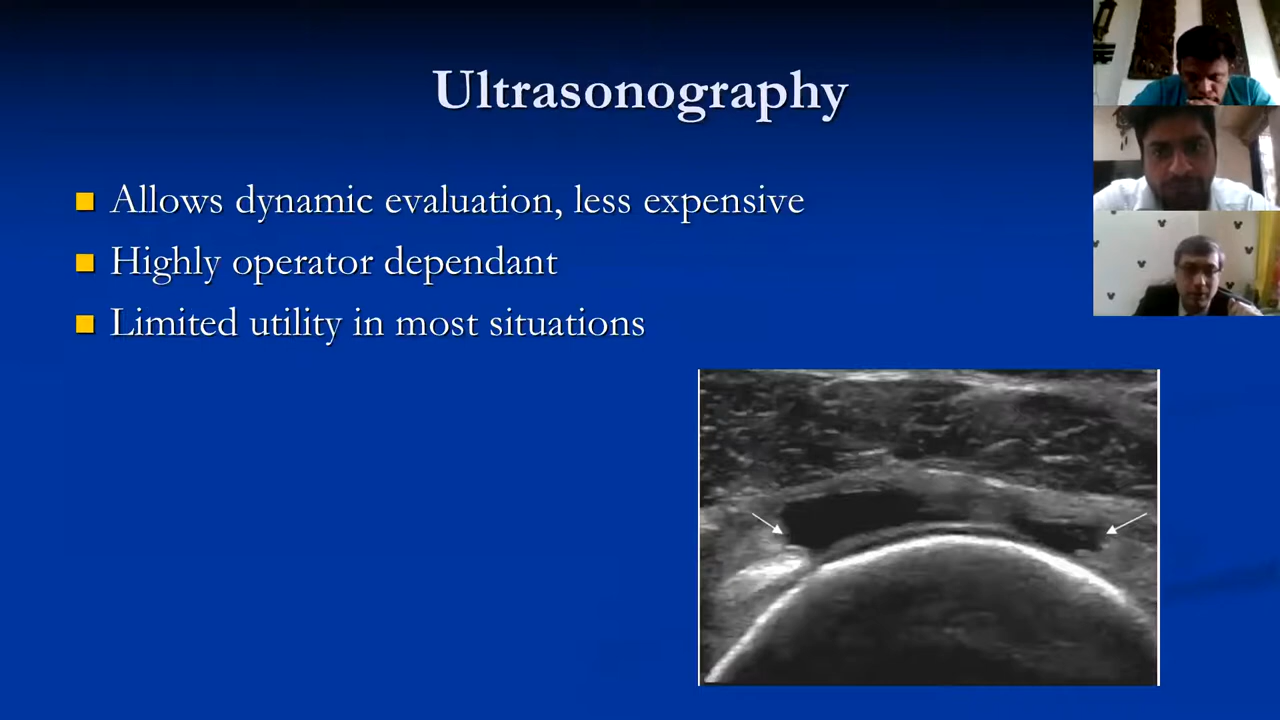 Ultrasonography
Allows dynamic evaluation, less expensive
Highly operator dependant
Limited utility in most situations